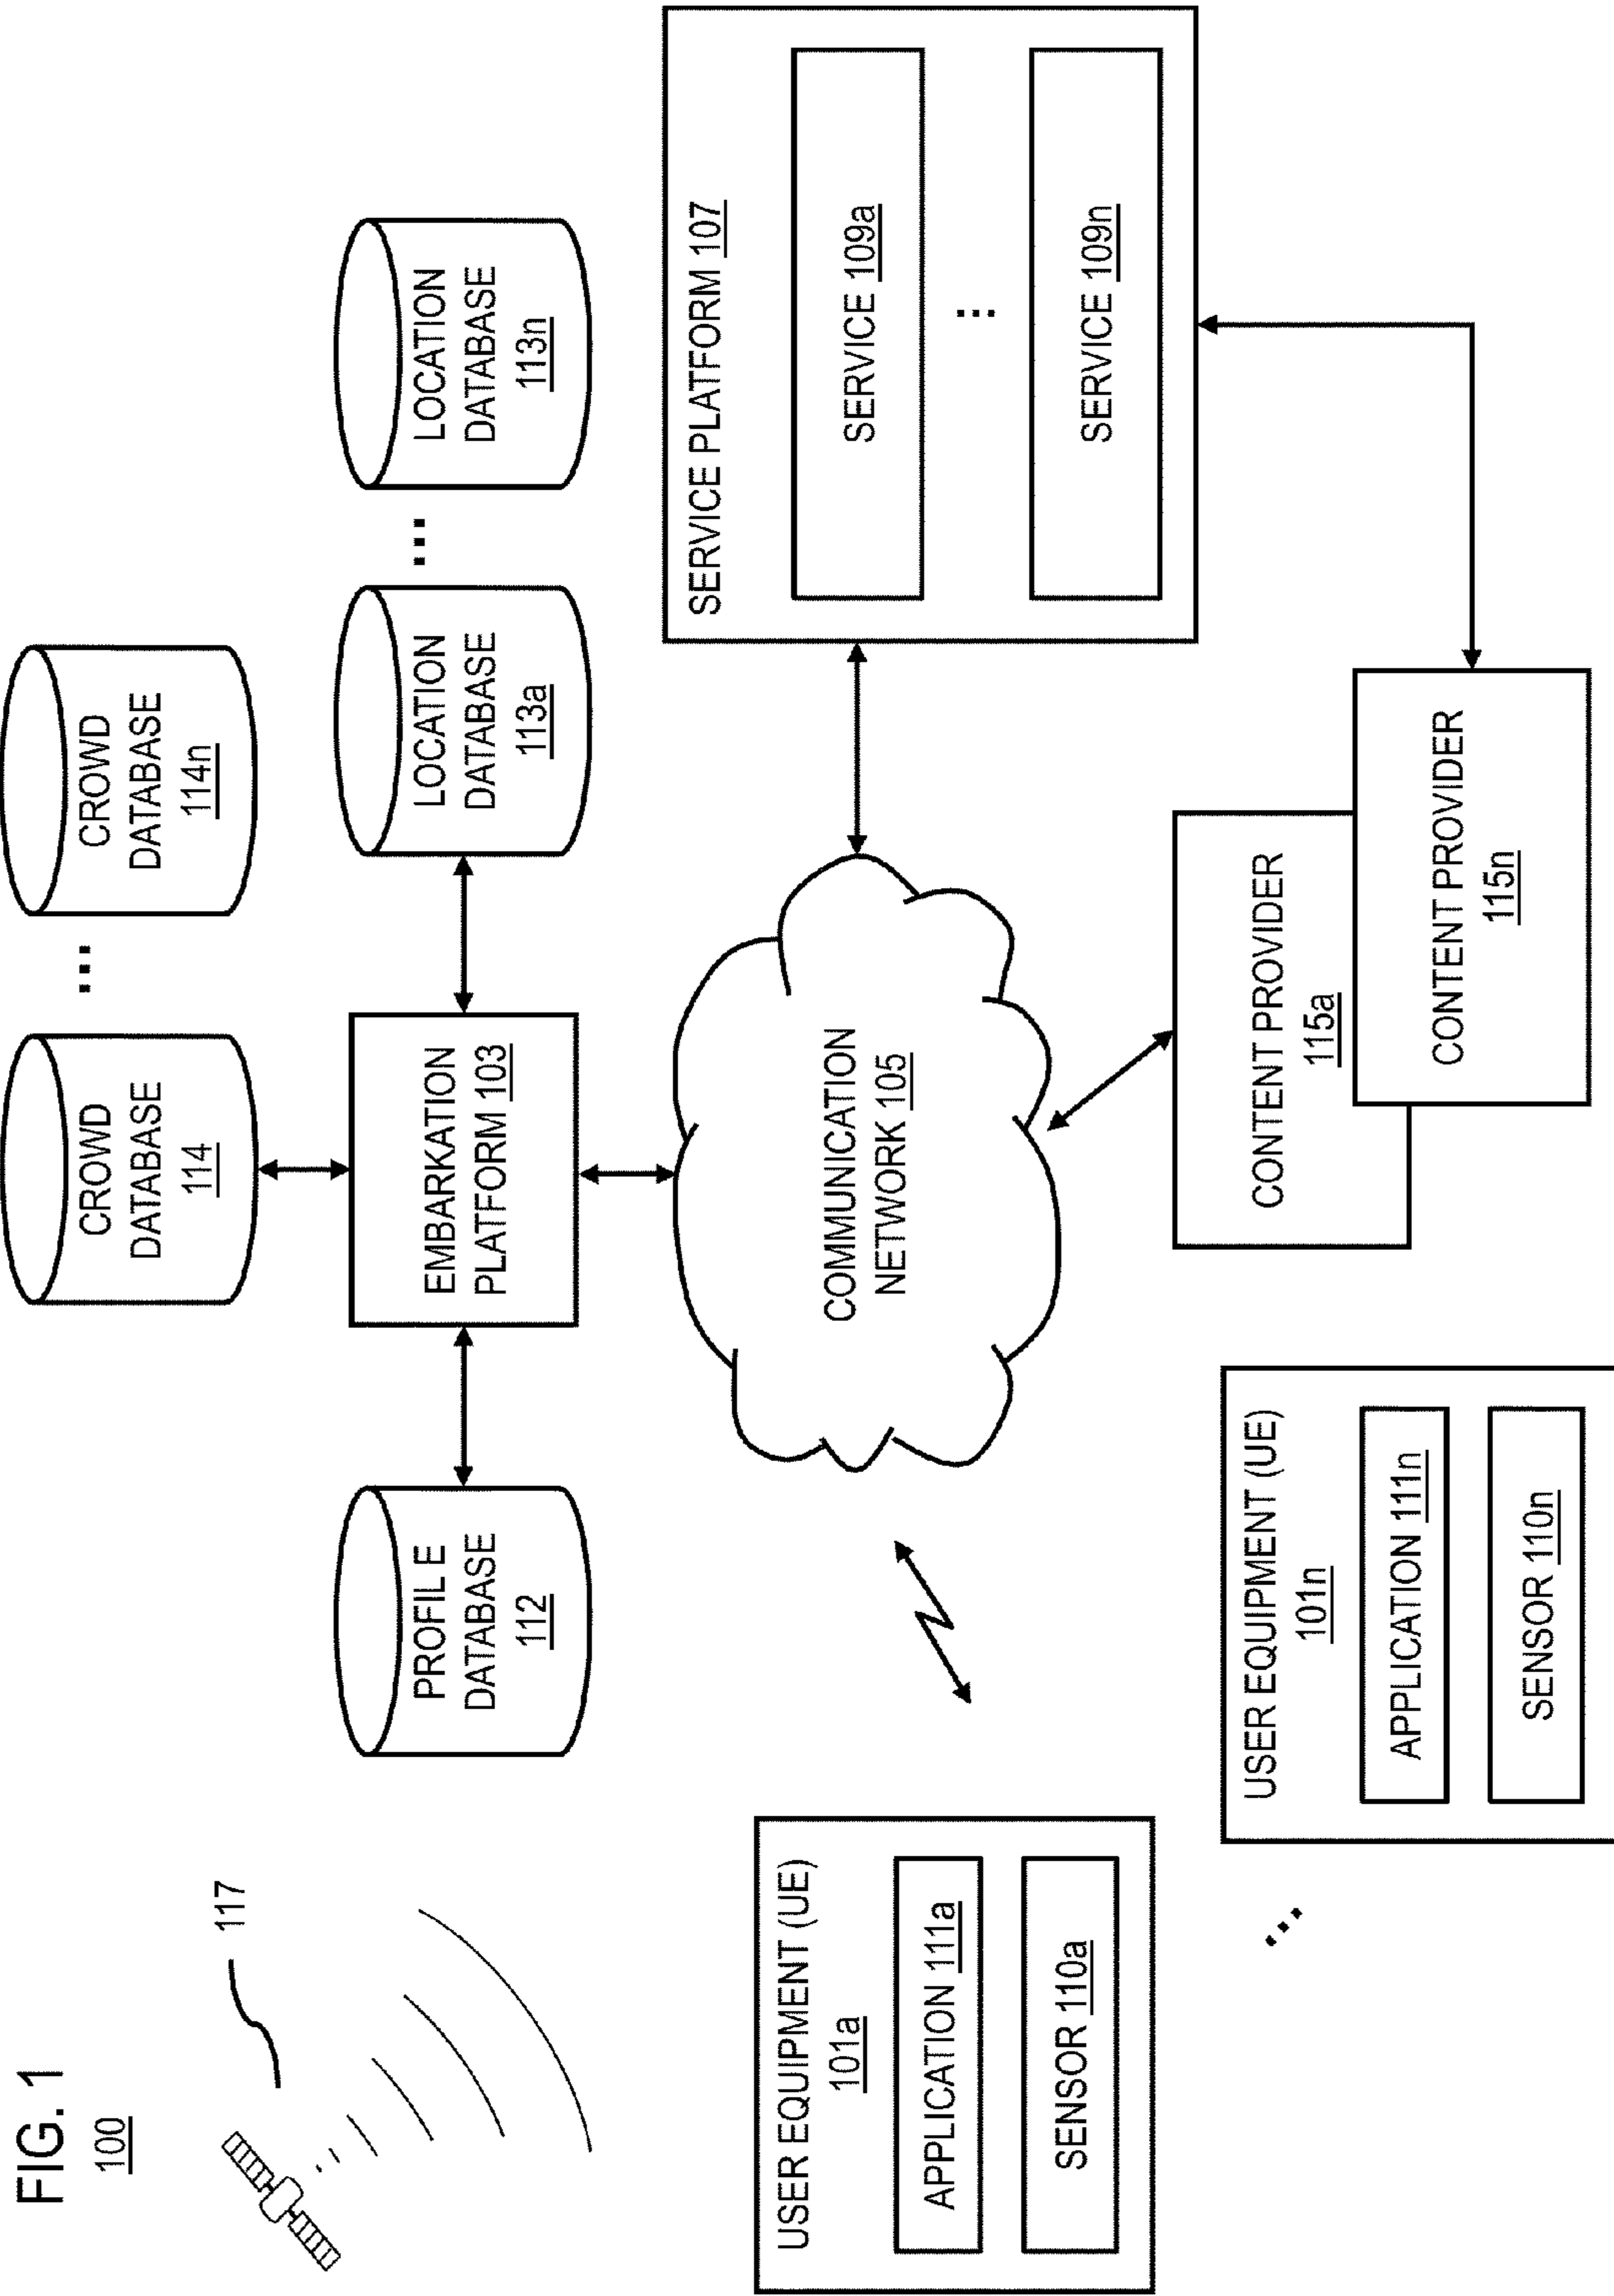 FIG. 1
100
117
CROWD
DATABASE
114
...
CROWD
DATABASE
114n
PROFILE
DATABASE
112
EMBARKATION
PLATFORM 103
LOCATION
DATABASE
113a
...
LOCATION
DATABASE
113n
COMMUNICATION
NETWORK 105
SERVICE PLATFORM 107
SERVICE 109a
...
SERVICE 109n
USER EQUIPMENT (UE)
101a
APPLICATION 111a
SENSOR 110a
...
USER EQUIPMENT (UE)
101n
APPLICATION 111n
SENSOR 110n
CONTENT PROVIDER
115a
CONTENT PROVIDER
115n